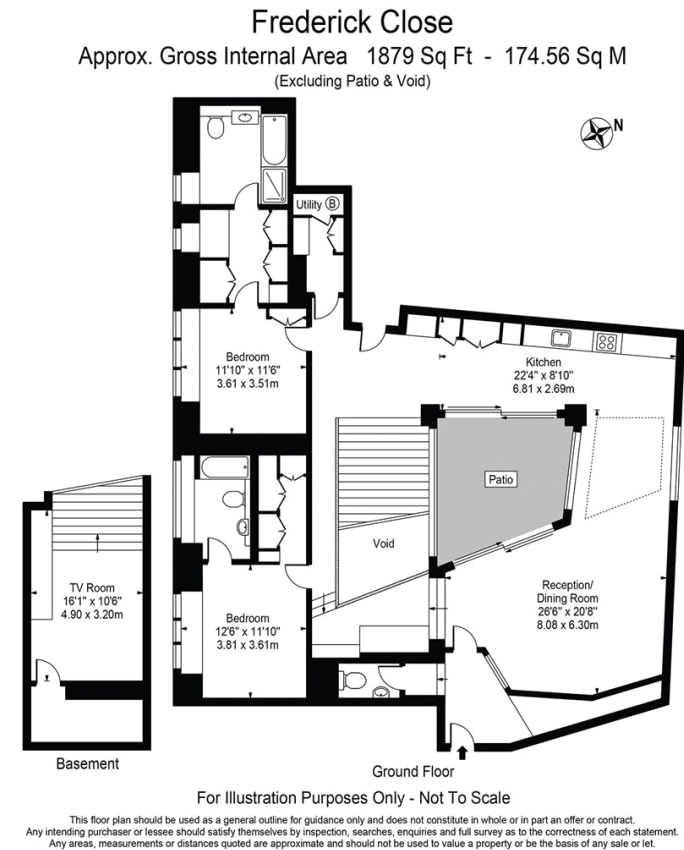 Frederick Close
Approx. Gross Internal Area 1879 Sq Ft - 174.56 Sq M
(Excluding Patio & Void)
N
Utility B
Bedroom
11'10" x 11'6"
3.61 x 3.51m
Kitchen
22'4" x 8'10"
6.81 x 2.69m
Patio
Void
TV Room
16'1" x 10'6"
4.90 x 3.20m
Reception/
Dining Room
26'6" x 20'8"
8.08 x 6.30m
Bedroom
12'6" x 11'10"
3.81 x 3.61m
Basement
Ground Floor
For Illustration Purposes Only - Not To Scale
This floor plan should be used as a general outline for guidance only and does not constitute in whole or in part an offer or contract.
Any intending purchaser or lessee should satisfy themselves by inspection, searches, enquiries and full survey as to the correctness of each statement.
Any areas, measurements or distances quoted are approximate and should not be used to value a property or be the basis of any sale or let.